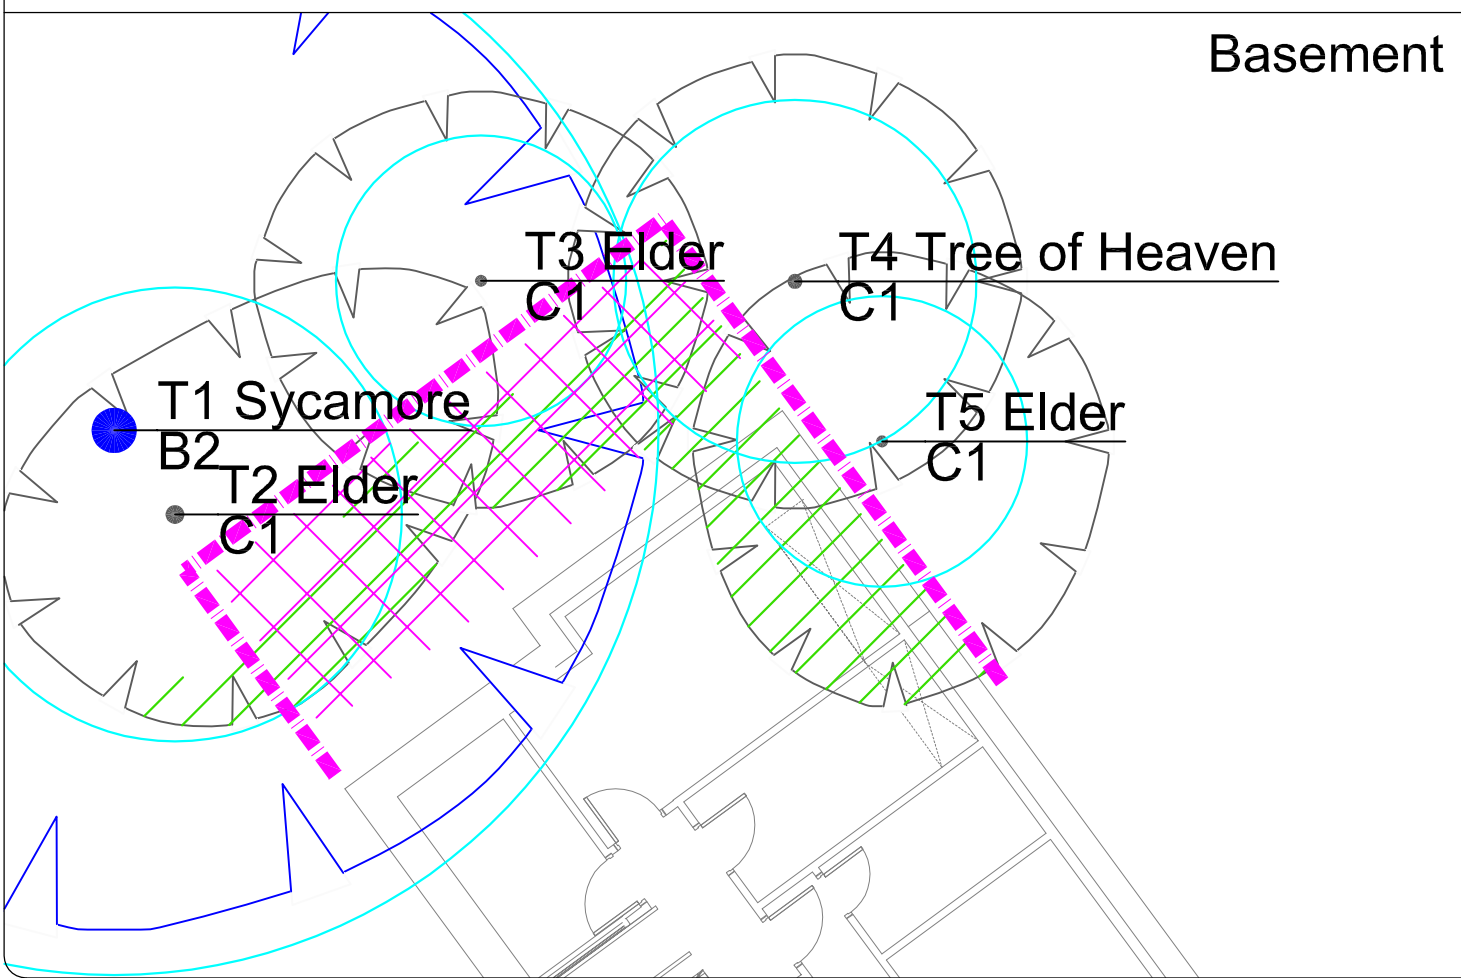 Basement
T3 Elder
C1
T4 Tree of Heaven
C1
T1 Sycamore
B2
T5 Elder
C1
T2 Elder
C1